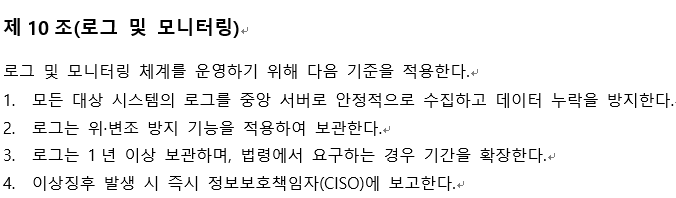 제 10 조(로그 및 모니터링)
로그 및 모니터링 체계를 운영하기 위해 다음 기준을 적용한다.
1. 모든 대상 시스템의 로그를 중앙 서버로 안정적으로 수집하고 데이터 누락을 방지한다.
2. 로그는 위·변조 방지 기능을 적용하여 보관한다.
3. 로그는 1 년 이상 보관하며, 법령에서 요구하는 경우 기간을 확장한다.
4. 이상징후 발생 시 즉시 정보보호책임자(CISO)에 보고한다.